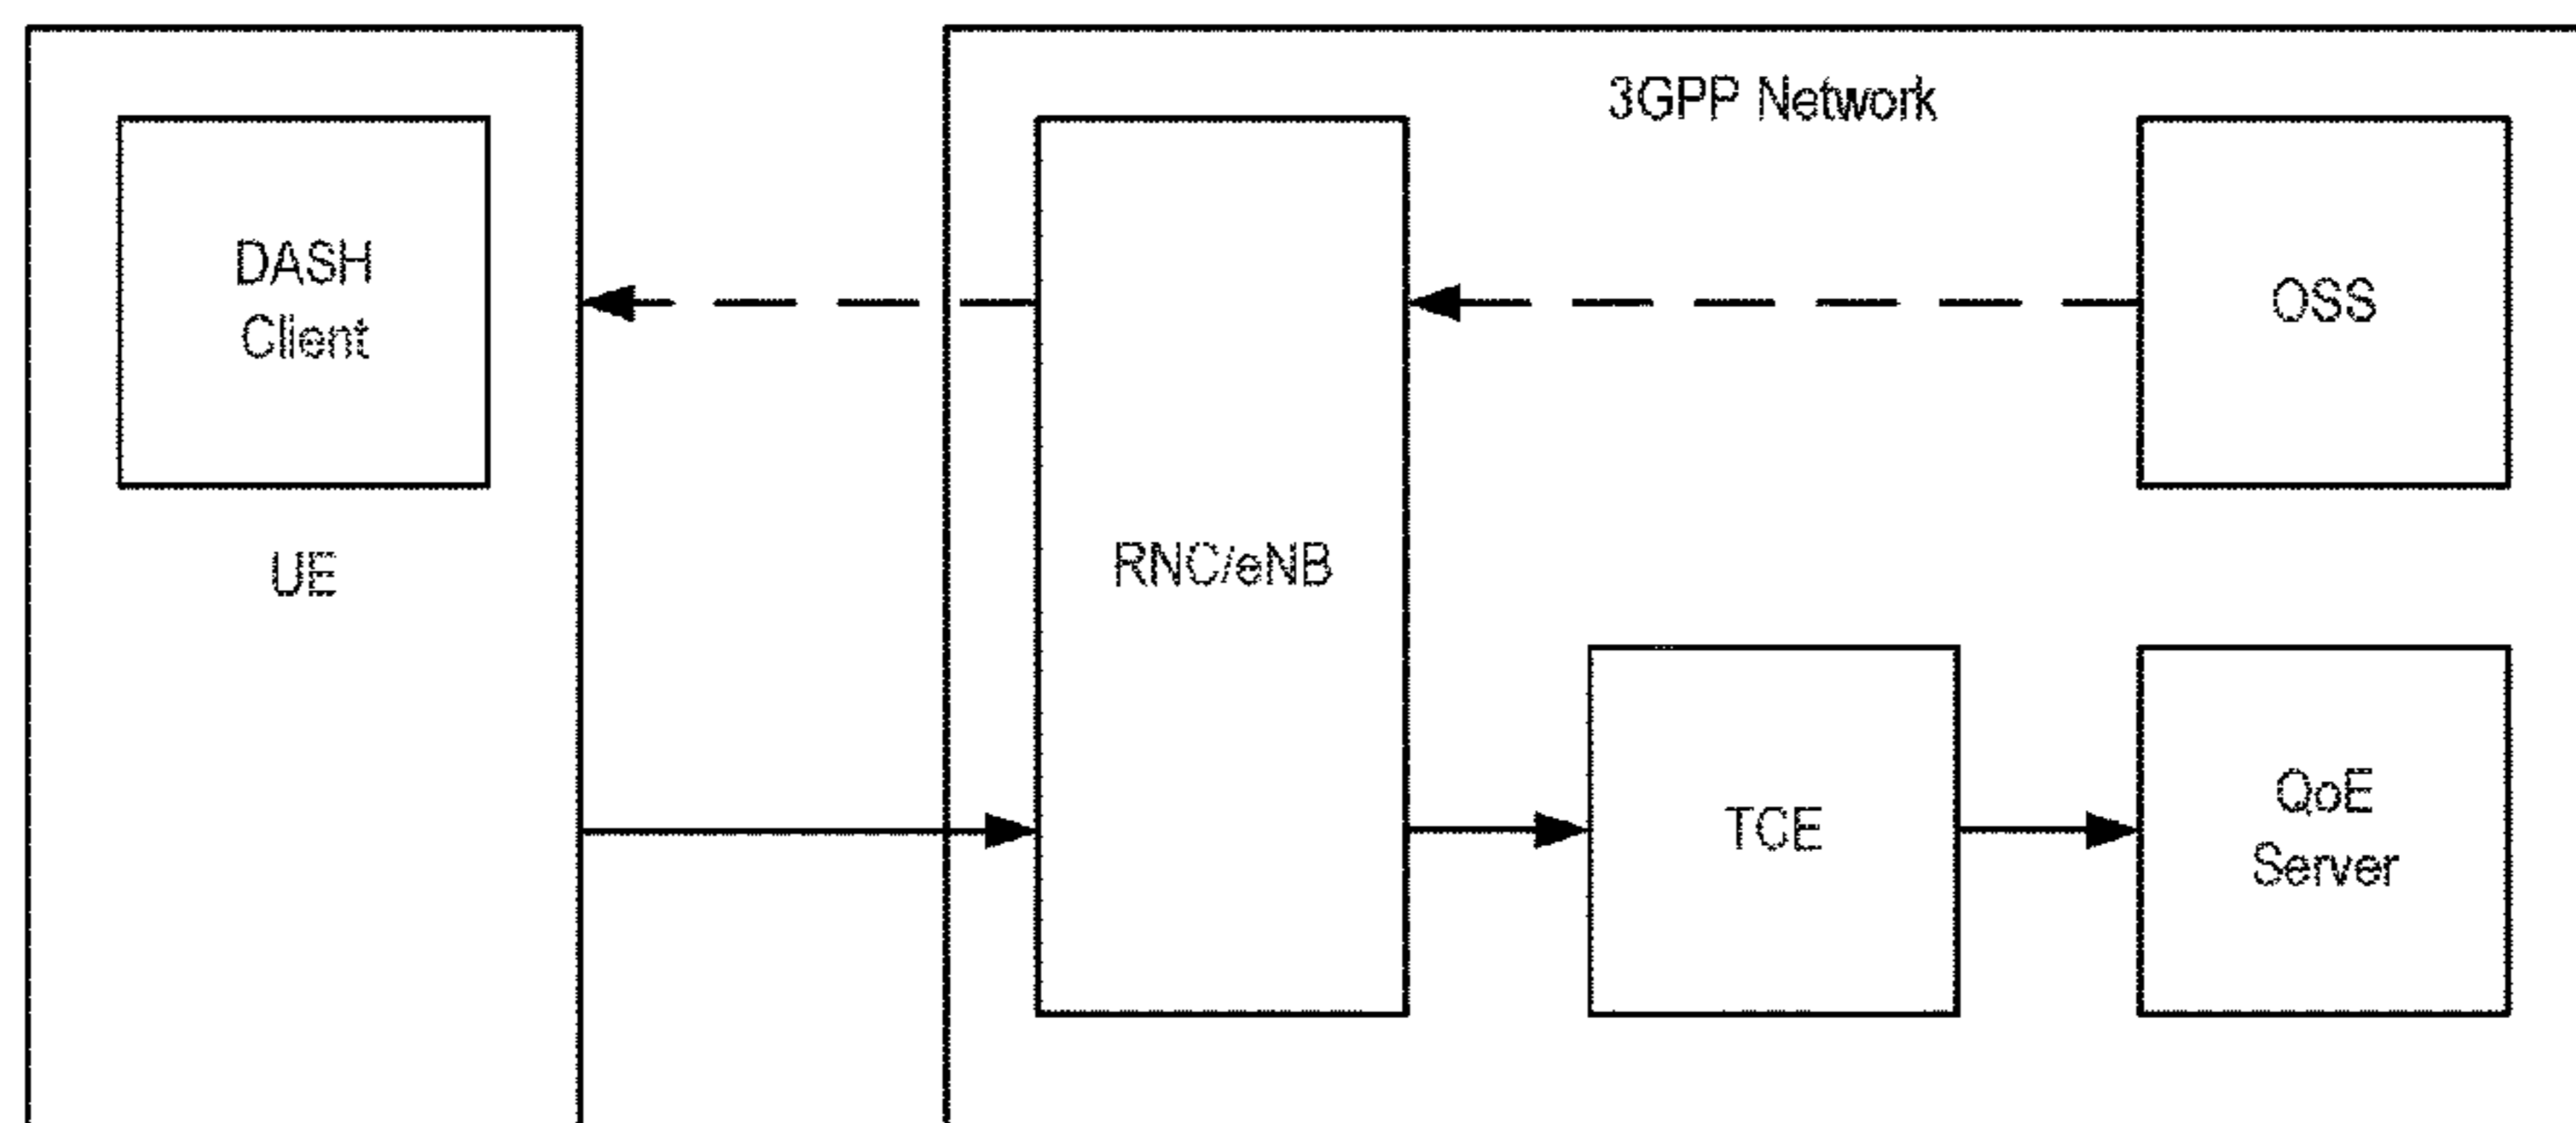 3GPP Network
DASH
Client
OSS
UE
RNC/eNB
TCE
QoE
Server